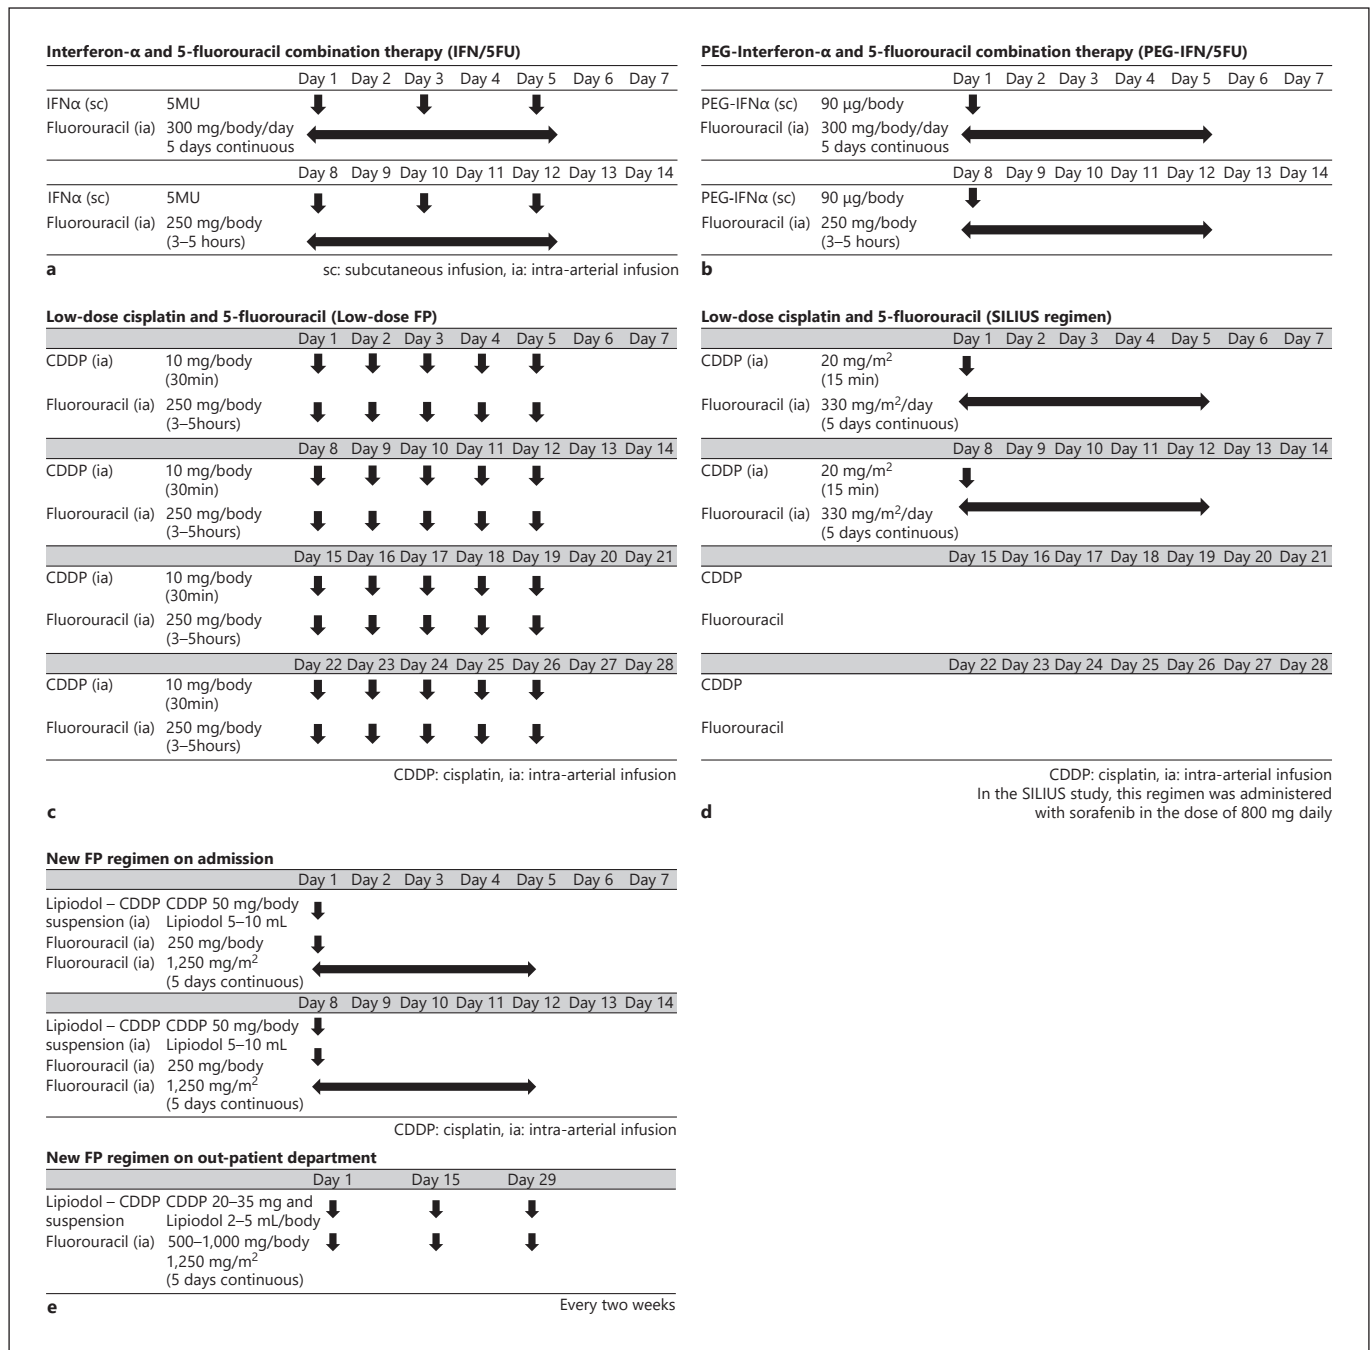 Interferon-α and 5-fluorouracil combination therapy (IFN/5FU)
Day 1 Day 2 Day 3 Day 4 Day 5 Day 6 Day 7
IFNα (sc) 5MU
Fluorouracil (ia) 300 mg/body/day
5 days continuous
Day 8 Day 9 Day 10 Day 11 Day 12 Day 13 Day 14
IFNα (sc) 5MU
Fluorouracil (ia) 250 mg/body
(3–5 hours)
a
sc: subcutaneous infusion, ia: intra-arterial infusion
PEG-Interferon-α and 5-fluorouracil combination therapy (PEG-IFN/5FU)
Day 1 Day 2 Day 3 Day 4 Day 5 Day 6 Day 7
PEG-IFNα (sc) 90 µg/body
Fluorouracil (ia) 300 mg/body/day
5 days continuous
Day 8 Day 9 Day 10 Day 11 Day 12 Day 13 Day 14
PEG-IFNα (sc) 90 µg/body
Fluorouracil (ia) 250 mg/body
(3–5 hours)
b
Low-dose cisplatin and 5-fluorouracil (Low-dose FP)
Day 1 Day 2 Day 3 Day 4 Day 5 Day 6 Day 7
CDDP (ia) 10 mg/body
(30min)
Fluorouracil (ia) 250 mg/body
(3–5hours)
Day 8 Day 9 Day 10 Day 11 Day 12 Day 13 Day 14
CDDP (ia) 10 mg/body
(30min)
Fluorouracil (ia) 250 mg/body
(3–5hours)
Day 15 Day 16 Day 17 Day 18 Day 19 Day 20 Day 21
CDDP (ia) 10 mg/body
(30min)
Fluorouracil (ia) 250 mg/body
(3–5hours)
Day 22 Day 23 Day 24 Day 25 Day 26 Day 27 Day 28
CDDP (ia) 10 mg/body
(30min)
Fluorouracil (ia) 250 mg/body
(3–5hours)
CDDP: cisplatin, ia: intra-arterial infusion
c
Low-dose cisplatin and 5-fluorouracil (SILIUS regimen)
Day 1 Day 2 Day 3 Day 4 Day 5 Day 6 Day 7
CDDP (ia) 20 mg/m²
(15 min)
Fluorouracil (ia) 330 mg/m²/day
(5 days continuous)
Day 8 Day 9 Day 10 Day 11 Day 12 Day 13 Day 14
CDDP (ia) 20 mg/m²
(15 min)
Fluorouracil (ia) 330 mg/m²/day
(5 days continuous)
Day 15 Day 16 Day 17 Day 18 Day 19 Day 20 Day 21
CDDP
Fluorouracil
Day 22 Day 23 Day 24 Day 25 Day 26 Day 27 Day 28
CDDP
Fluorouracil
CDDP: cisplatin, ia: intra-arterial infusion
In the SILIUS study, this regimen was administered
d
with sorafenib in the dose of 800 mg daily
New FP regimen on admission
Day 1 Day 2 Day 3 Day 4 Day 5 Day 6 Day 7
Lipiodol – CDDP CDDP 50 mg/body
suspension (ia) Lipiodol 5–10 mL
Fluorouracil (ia) 250 mg/body
Fluorouracil (ia) 1,250 mg/m²
(5 days continuous)
Day 8 Day 9 Day 10 Day 11 Day 12 Day 13 Day 14
Lipiodol – CDDP CDDP 50 mg/body
suspension (ia) Lipiodol 5–10 mL
Fluorouracil (ia) 250 mg/body
Fluorouracil (ia) 1,250 mg/m²
(5 days continuous)
CDDP: cisplatin, ia: intra-arterial infusion
New FP regimen on out-patient department
Day 1 Day 15 Day 29
Lipiodol – CDDP CDDP 20–35 mg and
suspension Lipiodol 2–5 mL/body
Fluorouracil (ia) 500–1,000 mg/body
1,250 mg/m²
(5 days continuous)
e
Every two weeks